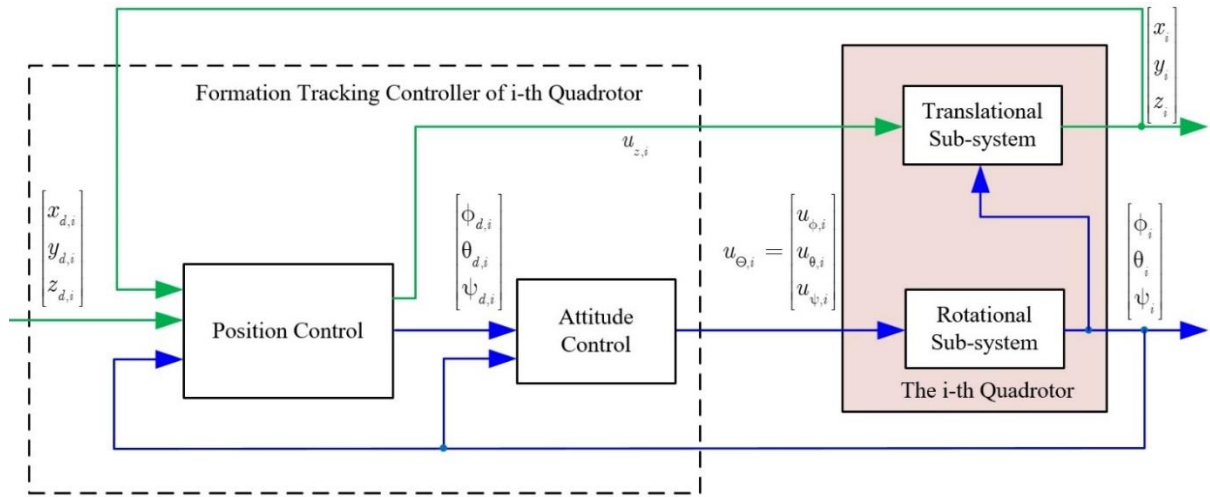 Formation Tracking Controller of i-th Quadrotor
x_{d,i}
y_{d,i}
z_{d,i}
Position Control
ϕ_{d,i}
θ_{d,i}
ψ_{d,i}
Attitude
Control
u_{z,i}
u_{Θ,i} =
u_{ϕ,i}
u_{θ,i}
u_{ψ,i}
Translational
Sub-system
Rotational
Sub-system
The i-th Quadrotor
x_i
y_i
z_i
ϕ_i
θ_i
ψ_i